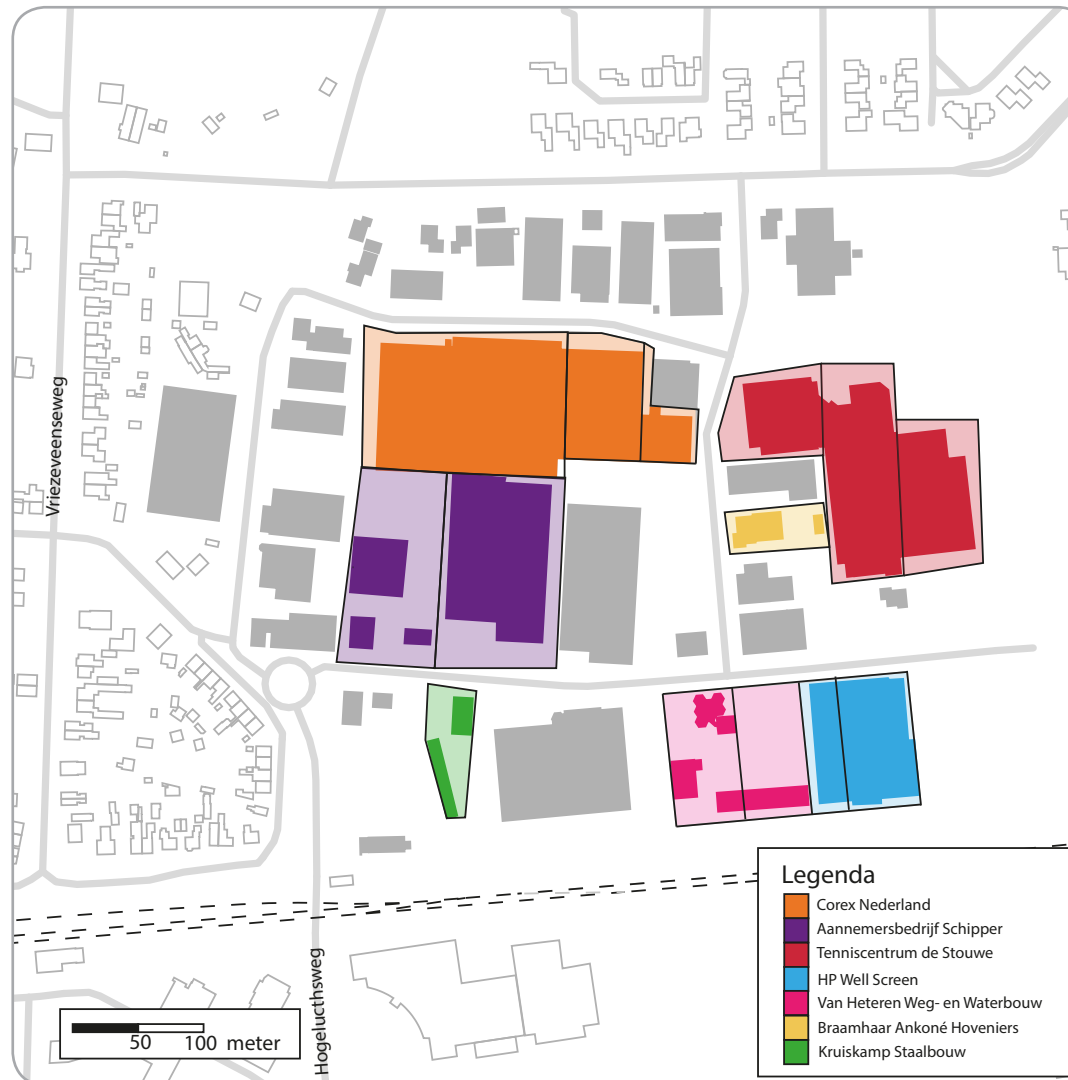 Vriezeveenseweg
Hogelucthsweg
50 100 meter
Legenda
Corex Nederland
Aannemersbedrijf Schipper
Tenniscentrum de Stouwe
HP Well Screen
Van Heteren Weg- en Waterbouw
Braamhaar Ankoné Hoveniers
Kruiskamp Staalbouw